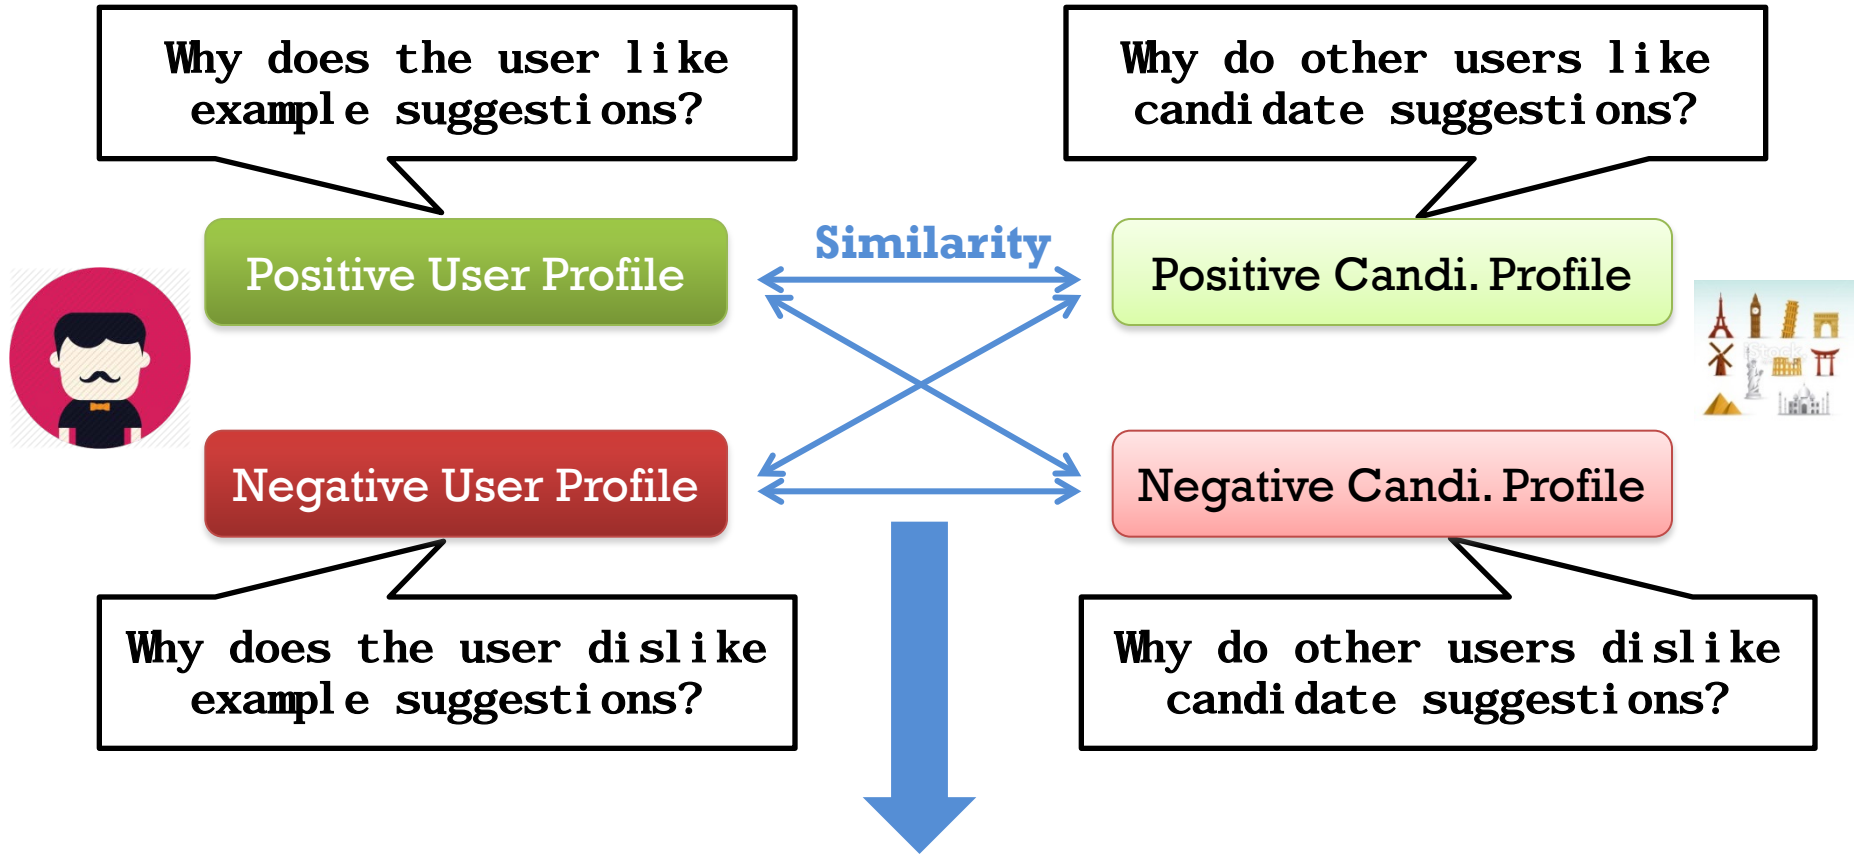 Why does the user like
example suggestions?
Why do other users like
candidate suggestions?
Similarity
Positive User Profile
Positive Candi. Profile
iStock
Negative User Profile
Negative Candi. Profile
Why does the user dislike
example suggestions?
Why do other users dislike
candidate suggestions?